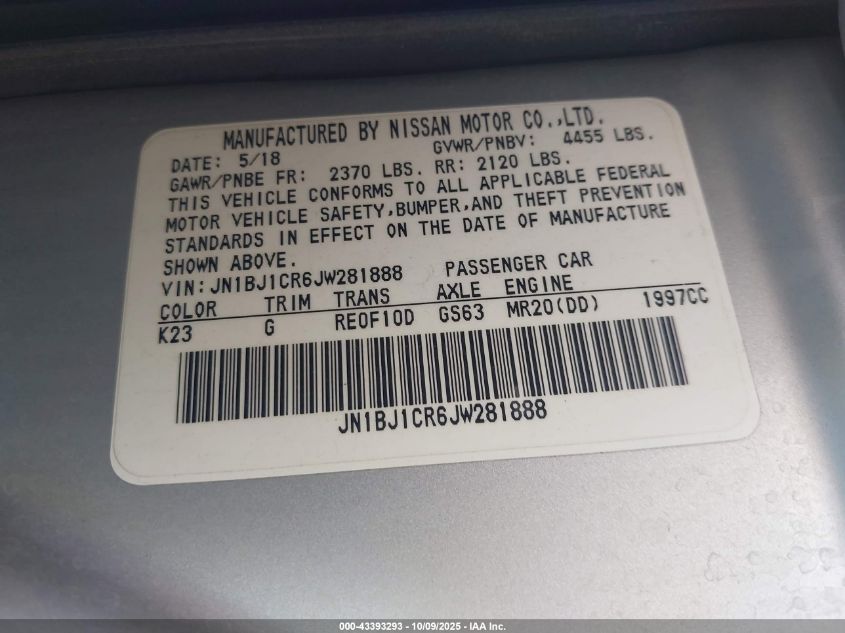 MANUFACTURED BY NISSAN MOTOR CO.,LTD.
DATE: 5/18 GVWR/PNBV: 4455 LBS.
GAWR/PNBE FR: 2370 LBS. RR: 2120 LBS.
THIS VEHICLE CONFORMS TO ALL APPLICABLE FEDERAL
MOTOR VEHICLE SAFETY,BUMPER,AND THEFT PREVENTION
STANDARDS IN EFFECT ON THE DATE OF MANUFACTURE
SHOWN ABOVE.
VIN:JN1BJ1CR6JW281888 PASSENGER CAR
COLOR TRIM TRANS AXLE ENGINE
K23 G RE0F10D GS63 MR20(DD) 1997CC
JN1BJ1CR6JW281888
000-43393293 - 10/09/2025 - IAA Inc.